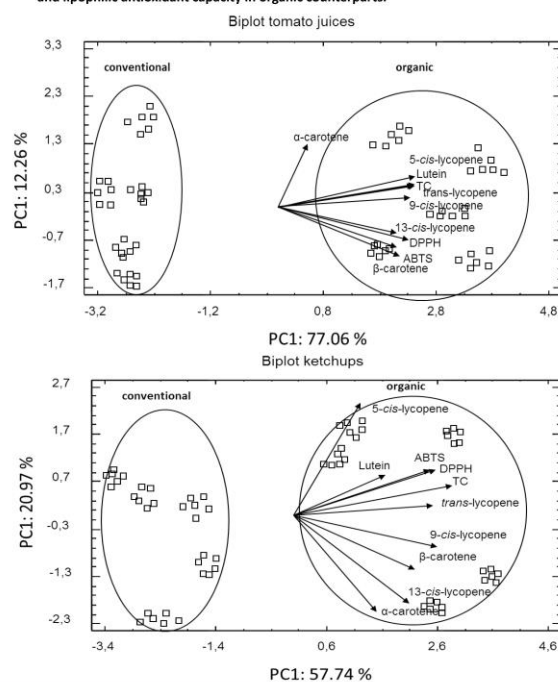 and lipophilic antioxidant capacity in organic counterparts.
Biplot tomato juices
3,3
2,3
1,3
0,3
-0,7
-1,7
PC1: 12.26 %
conventional
organic
α-carotene
5-cis-lycopene
Lutein
TC
trans-lycopene
9-cis-lycopene
13-cis-lycopene
DPPH
ABTS
β-carotene
-3,2
-1,2
0,8
2,8
4,8
PC1: 77.06 %
Biplot ketchups
2,7
1,7
0,7
-0,3
-1,3
-2,3
PC1: 20.97 %
conventional
organic
5-cis-lycopene
Lutein
ABTS
DPPH
TC
trans-lycopene
9-cis-lycopene
β-carotene
13-cis-lycopene
α-carotene
-3,4
-1,4
0,6
2,6
4,6
PC1: 57.74 %